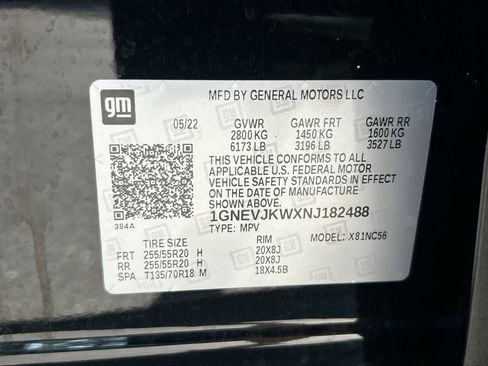 gm
MFD BY GENERAL MOTORS LLC
05/22 GVWR GAWR FRT GAWR RR
2800 KG 1450 KG 1600 KG
6173 LB 3196 LB 3527 LB
THIS VEHICLE CONFORMS TO ALL
APPLICABLE U.S. FEDERAL MOTOR
VEHICLE SAFETY STANDARDS IN EFFECT
ON THE DATE OF MANUFACTURE
SHOWN ABOVE.
384A
1GNEVJKWXNJ182488
TYPE: MPV MODEL: X81NC56
TIRE SIZE RIM
FRT 255/55R20 H 20X8J
RR 255/55R20 H 20X8J
SPA T135/70R18 M 18X4.5B